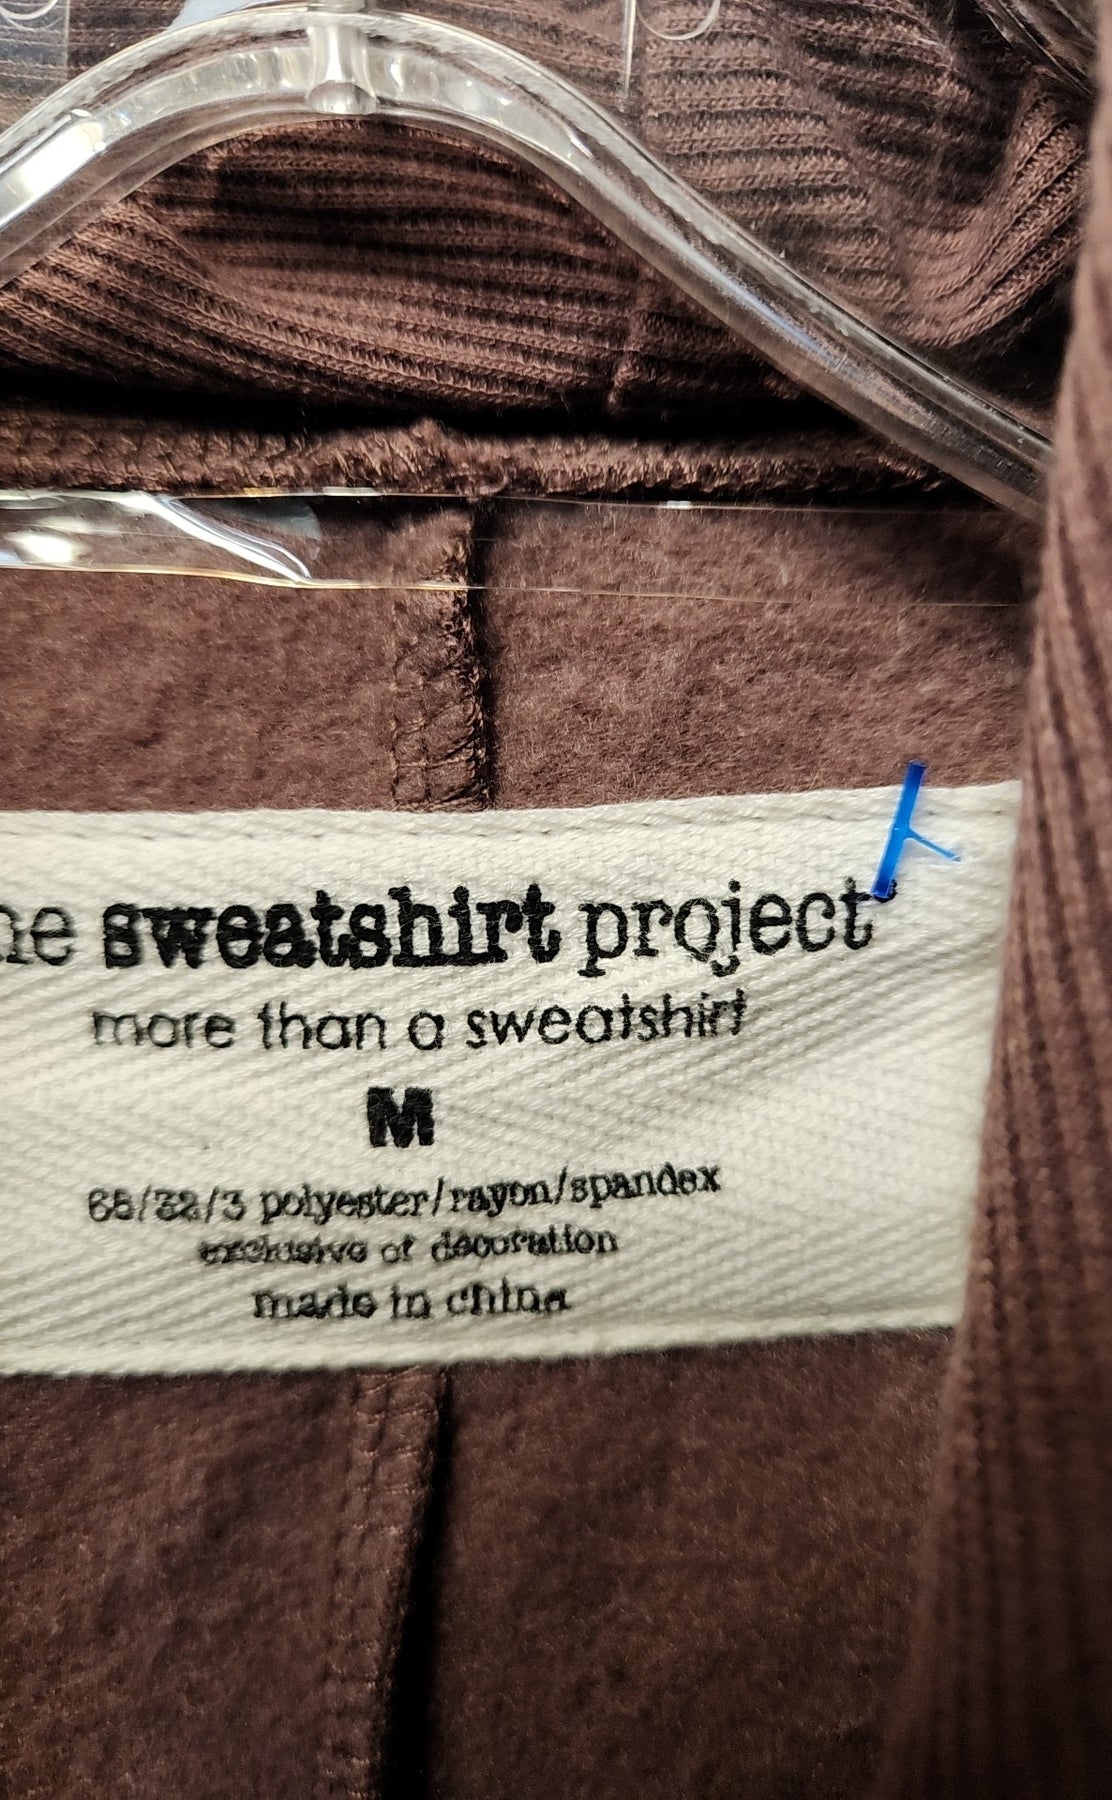 he sweatshirt project
more than a sweatshirt
M
65/32/3 polyester/rayon/spandex
exclusive of decoration
made in china